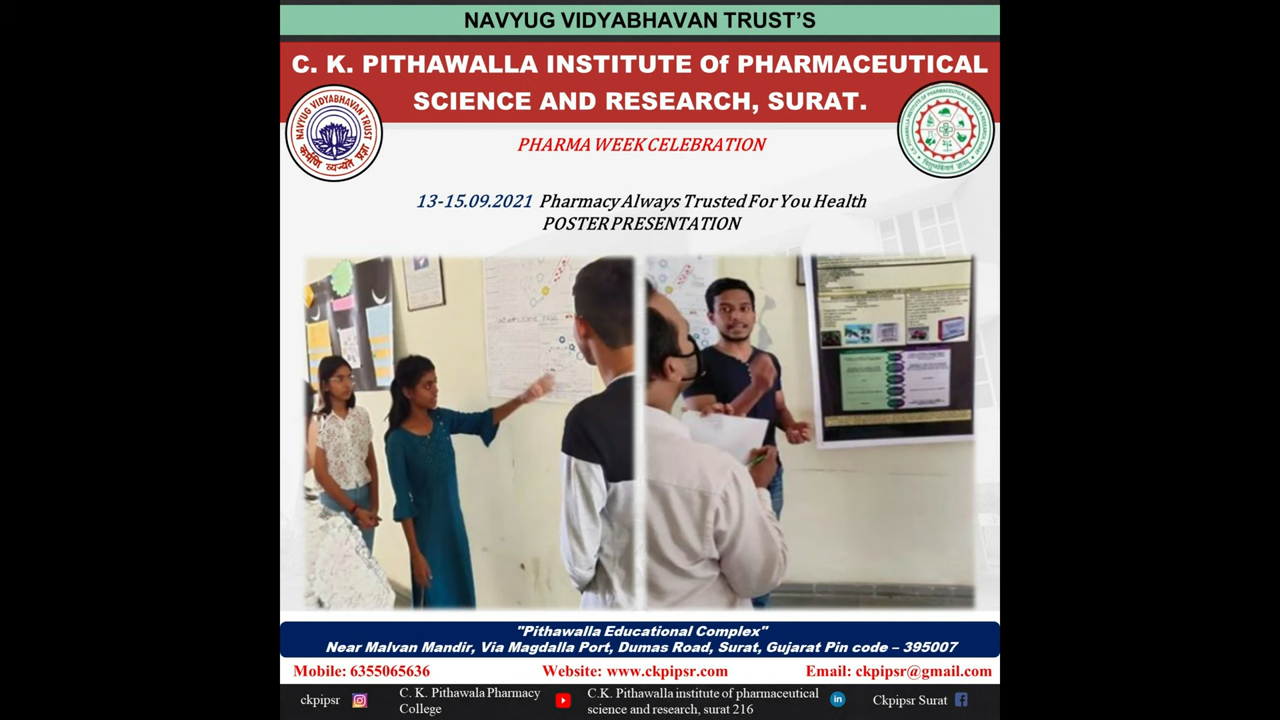 NAVYUG VIDYABHAVAN TRUST'S
C. K. PITHAWALLA INSTITUTE Of PHARMACEUTICAL
SCIENCE AND RESEARCH, SURAT.
NAVYUG VIDYABHAVAN TRUST
PHARMA WEEK CELEBRATION
13-15.09.2021 Pharmacy Always Trusted For You Health
POSTER PRESENTATION
"Pithawalla Educational Complex"
Near Malvan Mandir, Via Magdalla Port, Dumas Road, Surat, Gujarat Pin code – 395007
Mobile: 6355065636 Website: www.ckpipsr.com Email: ckpipsr@gmail.com
ckpipsr
C. K. Pithawala Pharmacy
College
C.K. Pithawalla institute of pharmaceutical
science and research, surat 216
Ckpipsr Surat